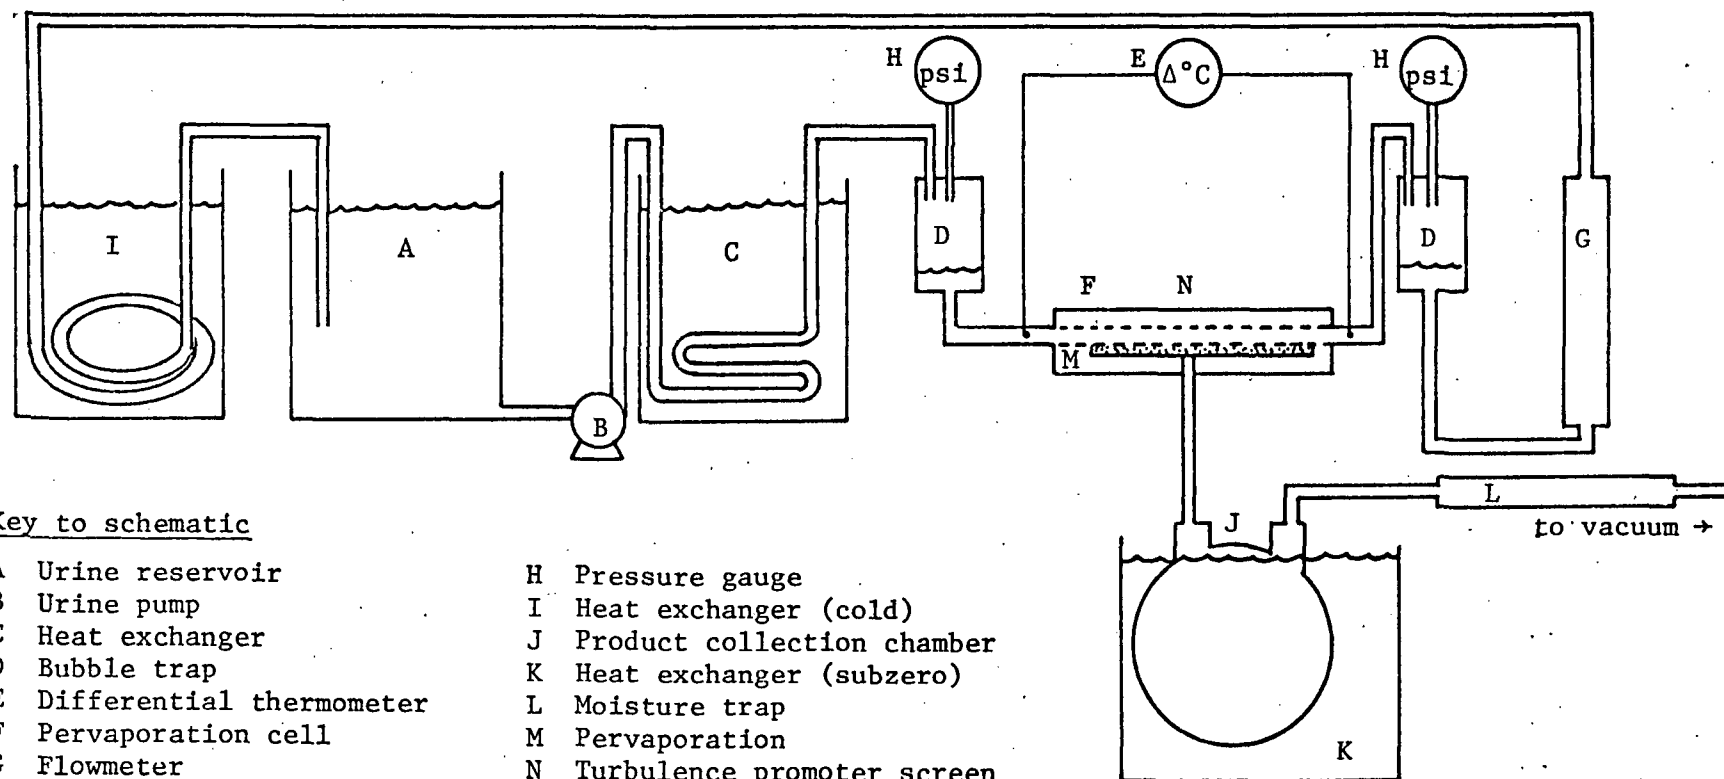 H
psi
E
Δ°C
H
psi
I
A
C
D
F
N
D
G
M
B
L
to vacuum →
J
K
Key to schematic
A Urine reservoir
B Urine pump
C Heat exchanger
D Bubble trap
E Differential thermometer
F Pervaporation cell
G Flowmeter
H Pressure gauge
I Heat exchanger (cold)
J Product collection chamber
K Heat exchanger (subzero)
L Moisture trap
M Pervaporation
N Turbulence promoter screen